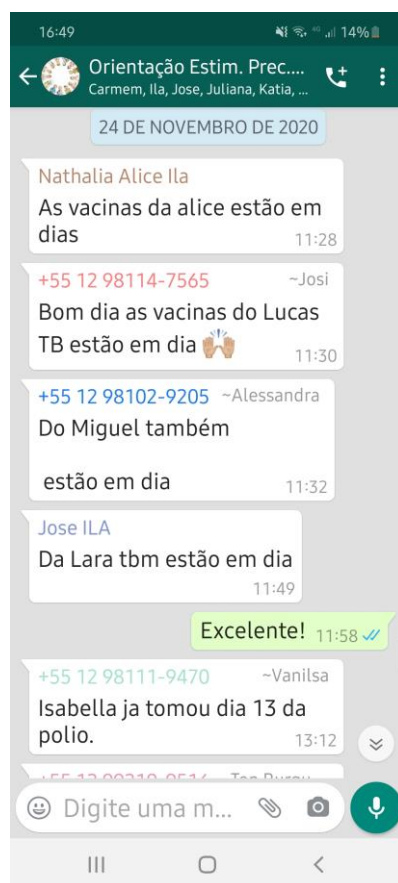 16:49 4G 14%
Orientação Estim. Prec....
Carmem, Ila, Jose, Juliana, Katia, ...
24 DE NOVEMBRO DE 2020
Nathalia Alice Ila
As vacinas da alice estão em
dias 11:28
+55 12 98114-7565 ~Josi
Bom dia as vacinas do Lucas
TB estão em dia 🙌🏼 11:30
+55 12 98102-9205 ~Alessandra
Do Miguel também
estão em dia 11:32
Jose ILA
Da Lara tbm estão em dia
11:49
Excelente! 11:58
+55 12 98111-9470 ~Vanilsa
Isabella ja tomou dia 13 da
polio. 13:12
Digite uma m...